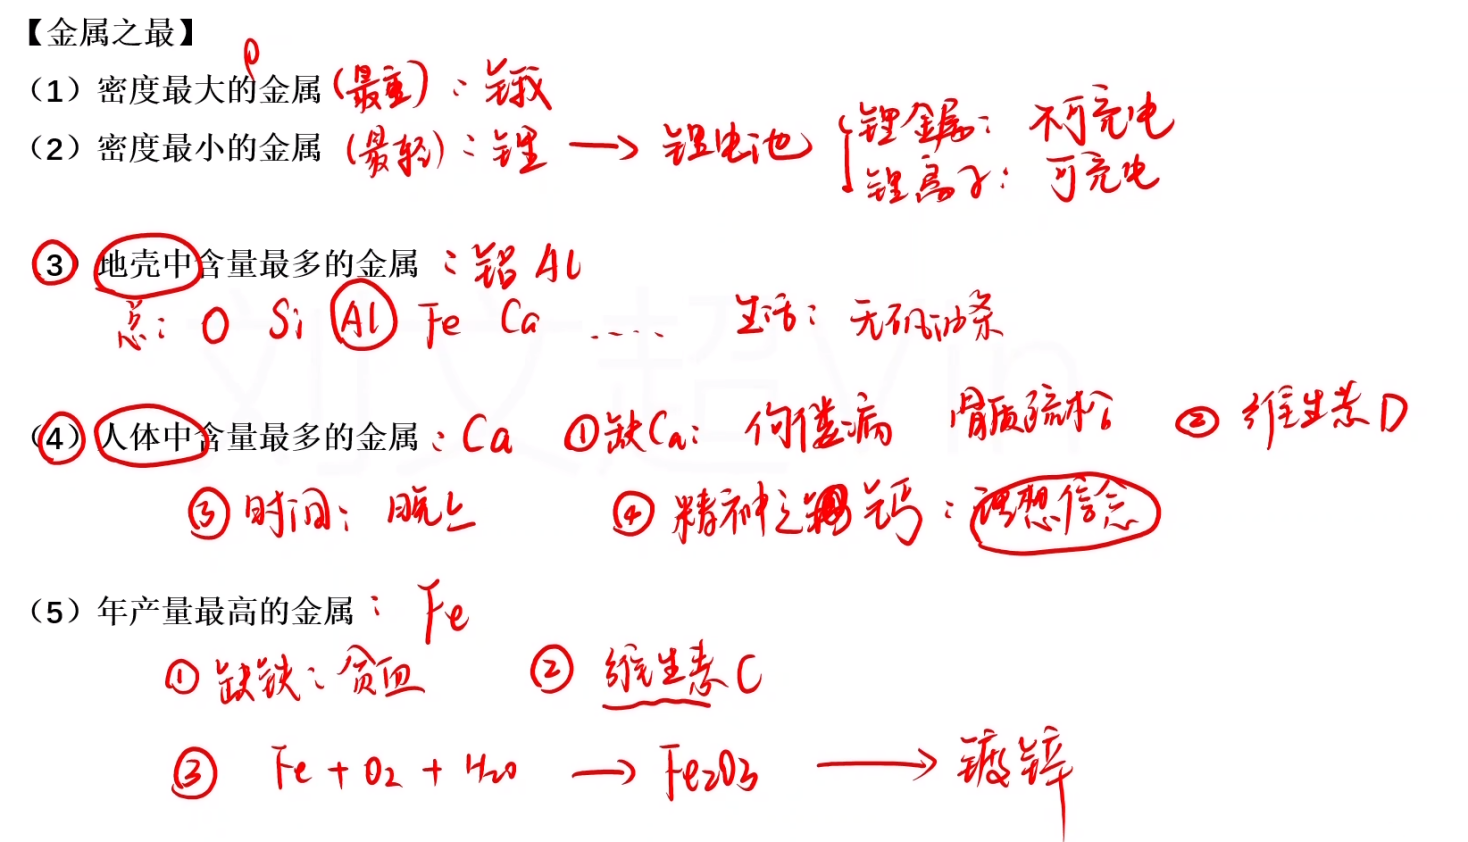 【金属之最】
ρ
（1）密度最大的金属(最重)：锇
（2）密度最小的金属(最轻)：锂 → 锂电池 { 锂金属：不可充电
锂离子：可充电
（3）地壳中含量最多的金属：铝 Al
总：O Si Al Fe Ca ..... 生活：无矾油条
（4）人体中含量最多的金属：Ca ①缺Ca：佝偻病 骨质疏松 ② 维生素D
③时间：晚上 ④精神之钙：理想信念
（5）年产量最高的金属：Fe
①缺铁：贫血 ② 维生素C
③ Fe + O2 + H2O → Fe2O3 → 镀锌